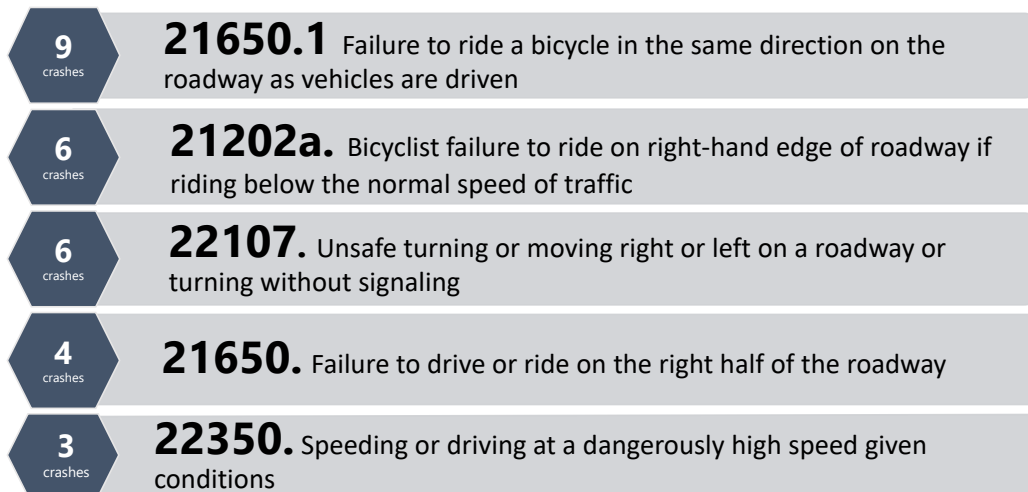 9
crashes
21650.1 Failure to ride a bicycle in the same direction on the
roadway as vehicles are driven
6
crashes
21202a. Bicyclist failure to ride on right-hand edge of roadway if
riding below the normal speed of traffic
6
crashes
22107. Unsafe turning or moving right or left on a roadway or
turning without signaling
4
crashes
21650. Failure to drive or ride on the right half of the roadway
3
crashes
22350. Speeding or driving at a dangerously high speed given
conditions